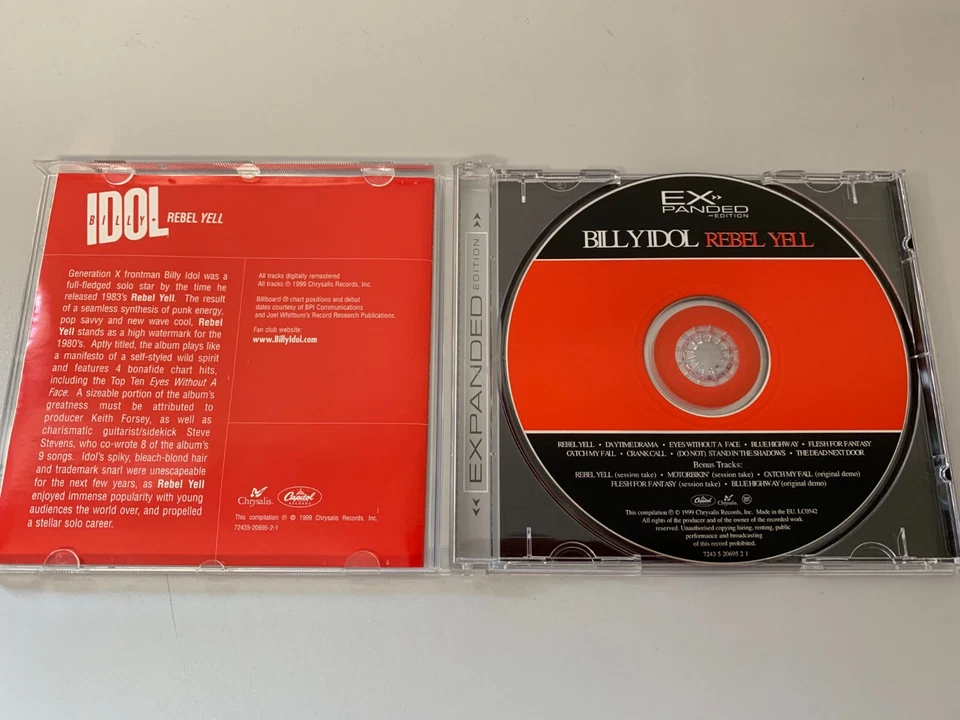 IDOL
BILLY
REBEL YELL
Generation X frontman Billy Idol was a
full-fledged solo star by the time he
released 1983's Rebel Yell. The result
of a seamless synthesis of punk energy,
pop savvy and new wave cool, Rebel
Yell stands as a high watermark for the
1980's. Aptly titled, the album plays like
a manifesto of a self-styled wild spirit
and features 4 bonafide chart hits,
including the Top Ten Eyes Without A
Face. A sizeable portion of the album's
greatness must be attributed to
producer Keith Forsey, as well as
charismatic guitarist/sidekick Steve
Stevens, who co-wrote 8 of the album's
9 songs. Idol's spiky, bleach-blond hair
and trademark snarl were unescapeable
for the next few years, as Rebel Yell
enjoyed immense popularity with young
audiences the world over, and propelled
a stellar solo career.
All tracks digitally remastered
All tracks ℗ 1999 Chrysalis Records, Inc.
Billboard ® chart positions and debut
dates courtesy of BPI Communications
and Joel Whitburn's Record Research Publications.
Fan club website:
www.BillyIdol.com
Chrysalis.
Capitol
RECORDS
This compilation ℗ © 1999 Chrysalis Records, Inc.
72435-20695-2-1
EXPANDED EDITION
EX
PANDED
EDITION
BILLY IDOL REBEL YELL
REBEL YELL • DAYTIME DRAMA • EYES WITHOUT A FACE • BLUE HIGHWAY • FLESH FOR FANTASY
CATCH MY FALL • CRANK CALL • (DO NOT) STAND IN THE SHADOWS • THE DEAD NEXT DOOR
Bonus Tracks:
REBEL YELL (session take) • MOTORBIKIN' (session take) • CATCH MY FALL (original demo)
FLESH FOR FANTASY (session take) • BLUE HIGHWAY (original demo)
Capitol
Chrysalis
This compilation ℗ © 1999 Chrysalis Records, Inc. Made in the EU. LC0542
All rights of the producer and of the owner of the recorded work
reserved. Unauthorised copying hiring, renting, public
performance and broadcasting
of this record prohibited.
7243 5 20695 2 1